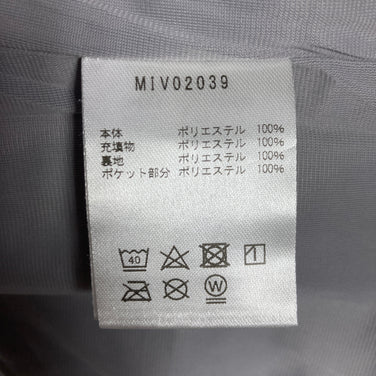 MIV02039
本体 ポリエステル 100%
充填物 ポリエステル 100%
裏地 ポリエステル 100%
ポケット部分 ポリエステル 100%
40
W